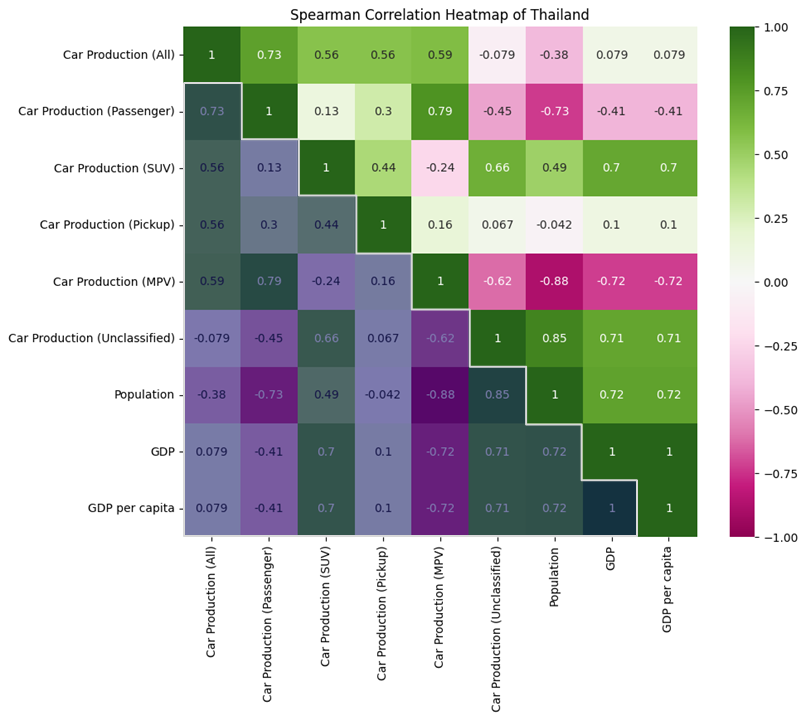 Spearman Correlation Heatmap of Thailand
Car Production (All) 1 0.73 0.56 0.56 0.59 -0.079 -0.38 0.079 0.079
Car Production (Passenger) 0.73 1 0.13 0.3 0.79 -0.45 -0.73 -0.41 -0.41
Car Production (SUV) 0.56 0.13 1 0.44 -0.24 0.66 0.49 0.7 0.7
Car Production (Pickup) 0.56 0.3 0.44 1 0.16 0.067 -0.042 0.1 0.1
Car Production (MPV) 0.59 0.79 -0.24 0.16 1 -0.62 -0.88 -0.72 -0.72
Car Production (Unclassified) -0.079 -0.45 0.66 0.067 -0.62 1 0.85 0.71 0.71
Population -0.38 -0.73 0.49 -0.042 -0.88 0.85 1 0.72 0.72
GDP 0.079 -0.41 0.7 0.1 -0.72 0.71 0.72 1 1
GDP per capita 0.079 -0.41 0.7 0.1 -0.72 0.71 0.72 1 1
Car Production (All)
Car Production (Passenger)
Car Production (SUV)
Car Production (Pickup)
Car Production (MPV)
Car Production (Unclassified)
Population
GDP
GDP per capita
1.00
0.75
0.50
0.25
0.00
−0.25
−0.50
−0.75
−1.00